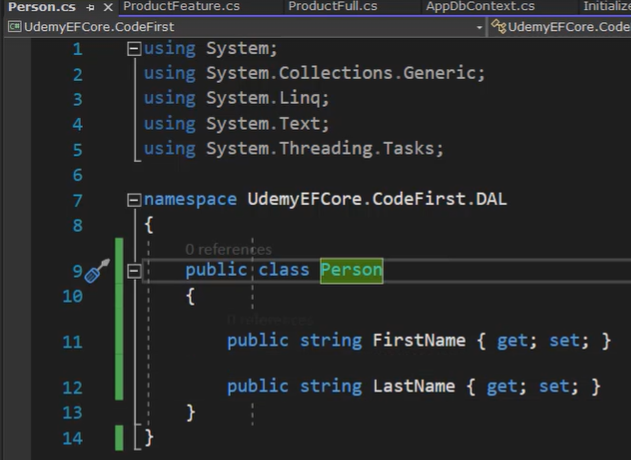 Person.cs
ProductFeature.cs
ProductFull.cs
AppDbContext.cs
Initialize
UdemyEFCore.CodeFirst
UdemyEFCore.Code
1 using System;
2 using System.Collections.Generic;
3 using System.Linq;
4 using System.Text;
5 using System.Threading.Tasks;
6
7 namespace UdemyEFCore.CodeFirst.DAL
8 {
0 references
9 public class Person
10 {
0 references
11 public string FirstName { get; set; }
12 public string LastName { get; set; }
13 }
14 }